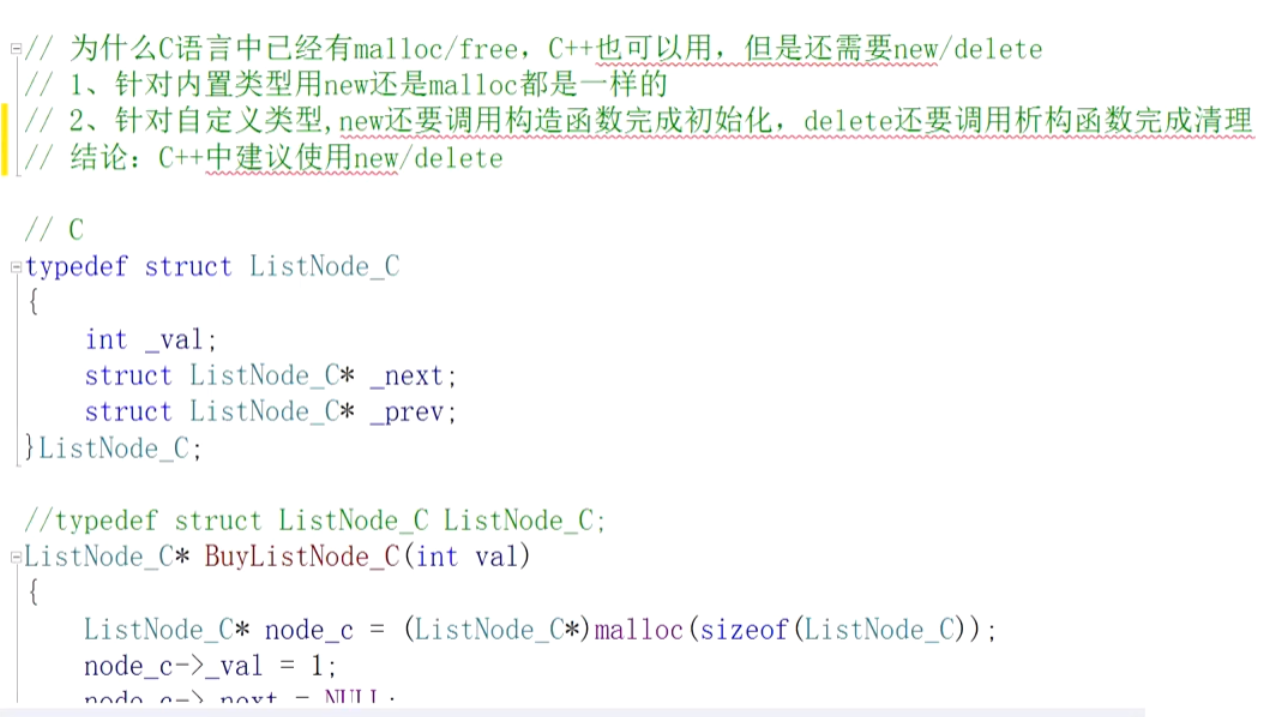 // 为什么C语言中已经有malloc/free，C++也可以用，但是还需要new/delete
// 1、针对内置类型用new还是malloc都是一样的
// 2、针对自定义类型,new还要调用构造函数完成初始化，delete还要调用析构函数完成清理
// 结论：C++中建议使用new/delete
// C
typedef struct ListNode_C
{
int _val;
struct ListNode_C* _next;
struct ListNode_C* _prev;
}ListNode_C;
//typedef struct ListNode_C ListNode_C;
ListNode_C* BuyListNode_C(int val)
{
ListNode_C* node_c = (ListNode_C*)malloc(sizeof(ListNode_C));
node_c->_val = 1;
node_c->_next = NULL;